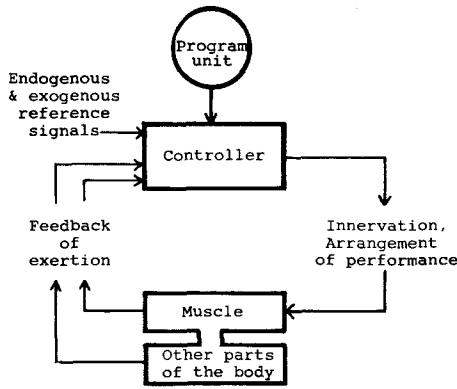 Program
unit
Endogenous
& exogenous
reference
signals
Controller
Feedback
of
exertion
Innervation,
Arrangement
of performance
Muscle
Other parts
of the body